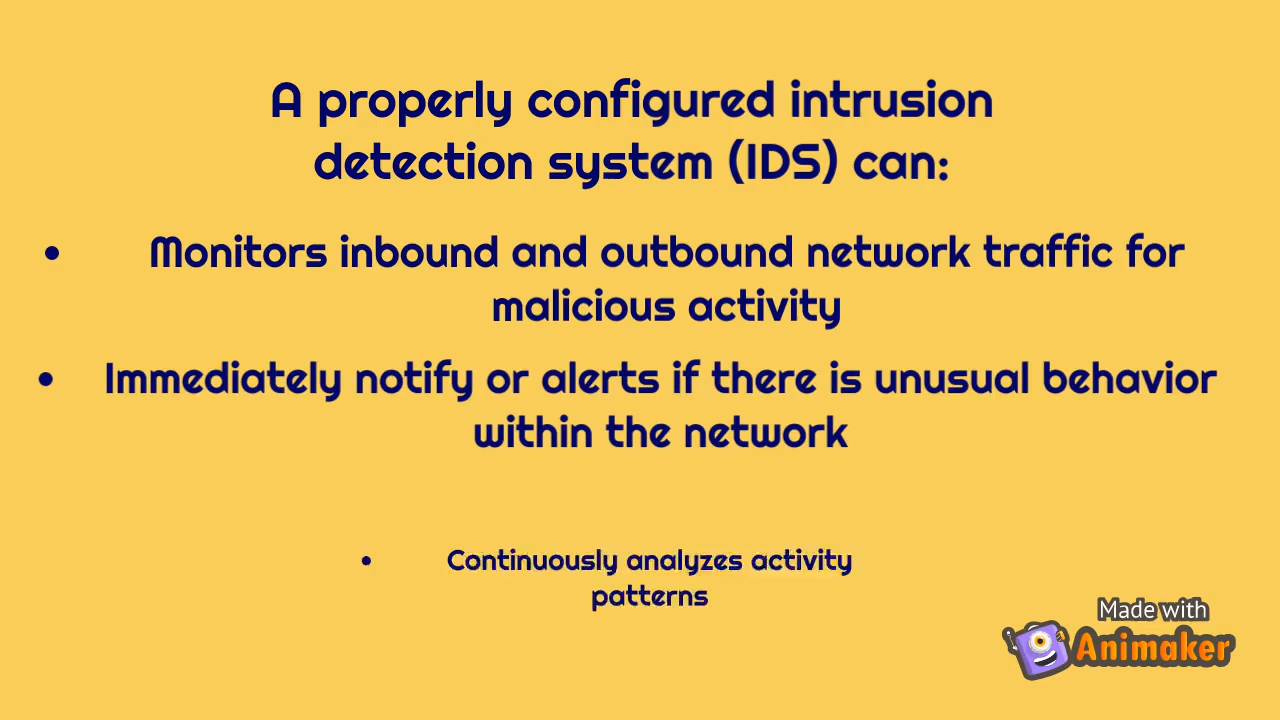 A properly configured intrusion
detection system (IDS) can:
• Monitors inbound and outbound network traffic for
malicious activity
• Immediately notify or alerts if there is unusual behavior
within the network
• Continuously analyzes activity
patterns
Made with
Animaker